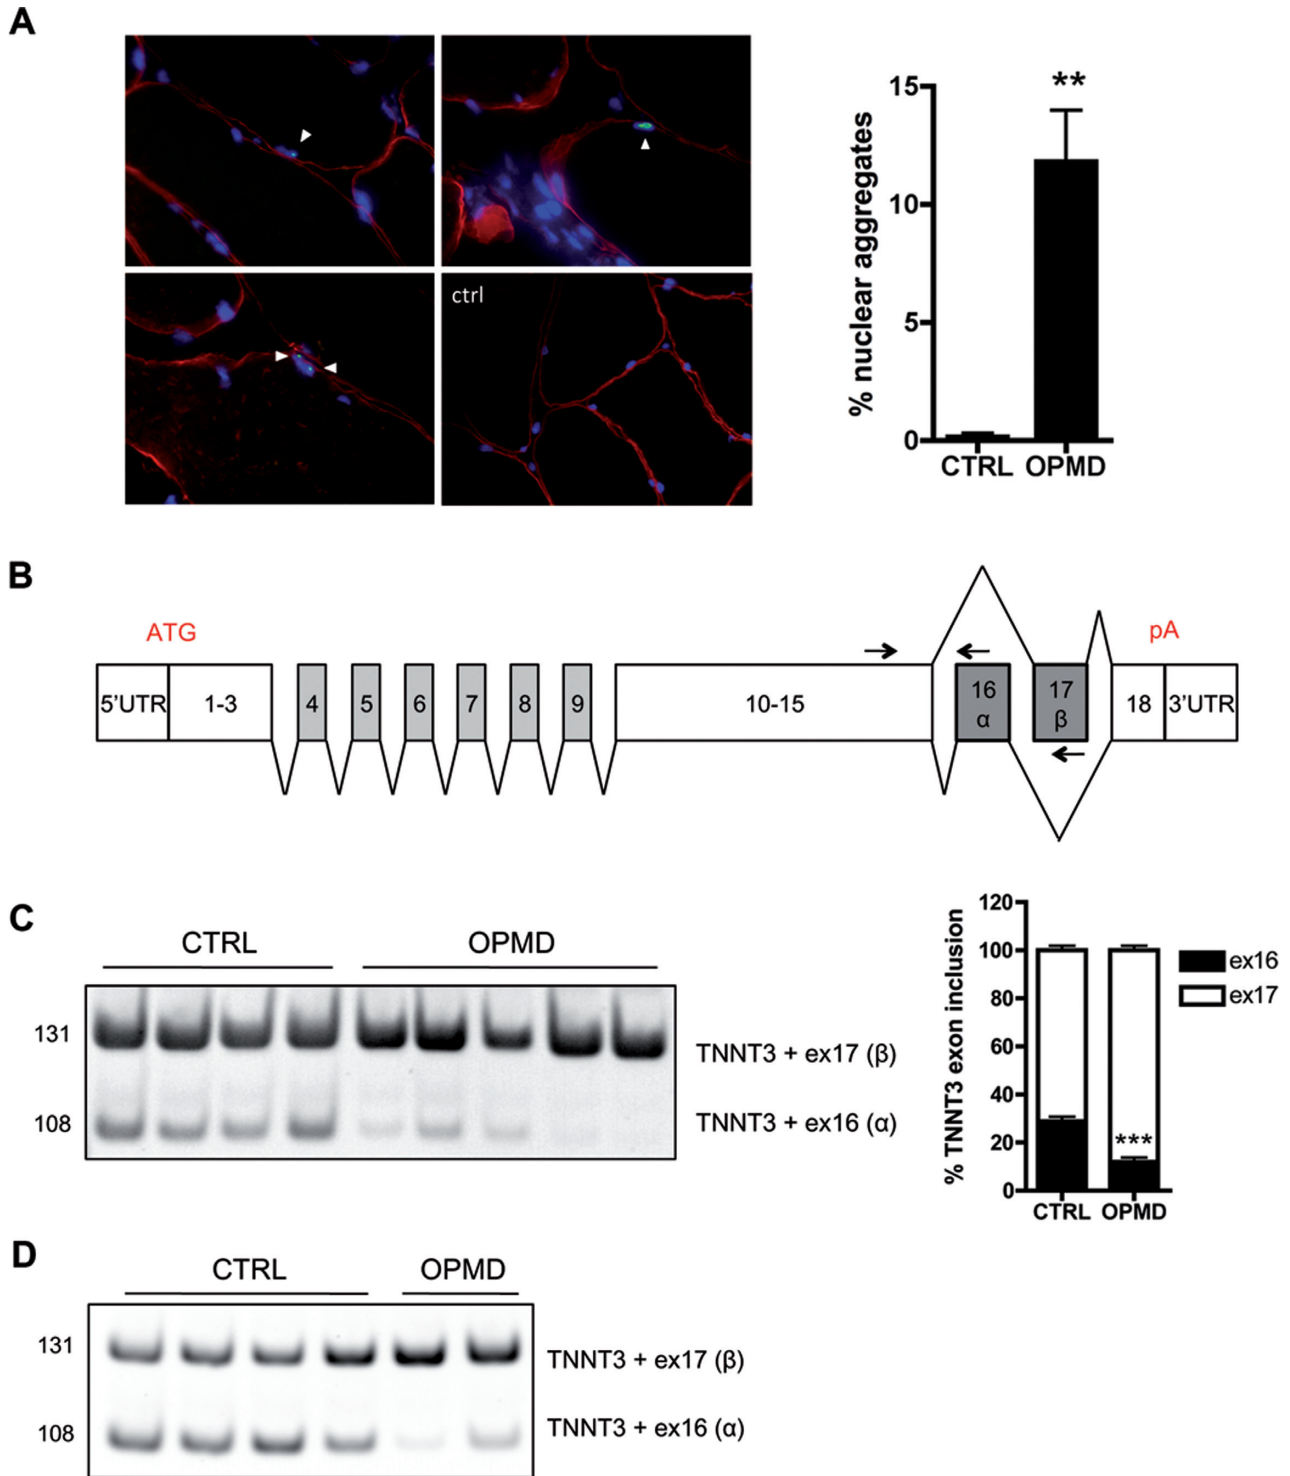 A
ctrl
% nuclear aggregates
15
10
5
0
**
CTRL OPMD
B
ATG
pA
5'UTR 1-3 4 5 6 7 8 9 10-15 16 α 17 β 18 3'UTR
C
CTRL OPMD
131
108
TNNT3 + ex17 (β)
TNNT3 + ex16 (α)
% TNNT3 exon inclusion
120
100
80
60
40
20
0
***
CTRL OPMD
ex16
ex17
D
CTRL OPMD
131
108
TNNT3 + ex17 (β)
TNNT3 + ex16 (α)